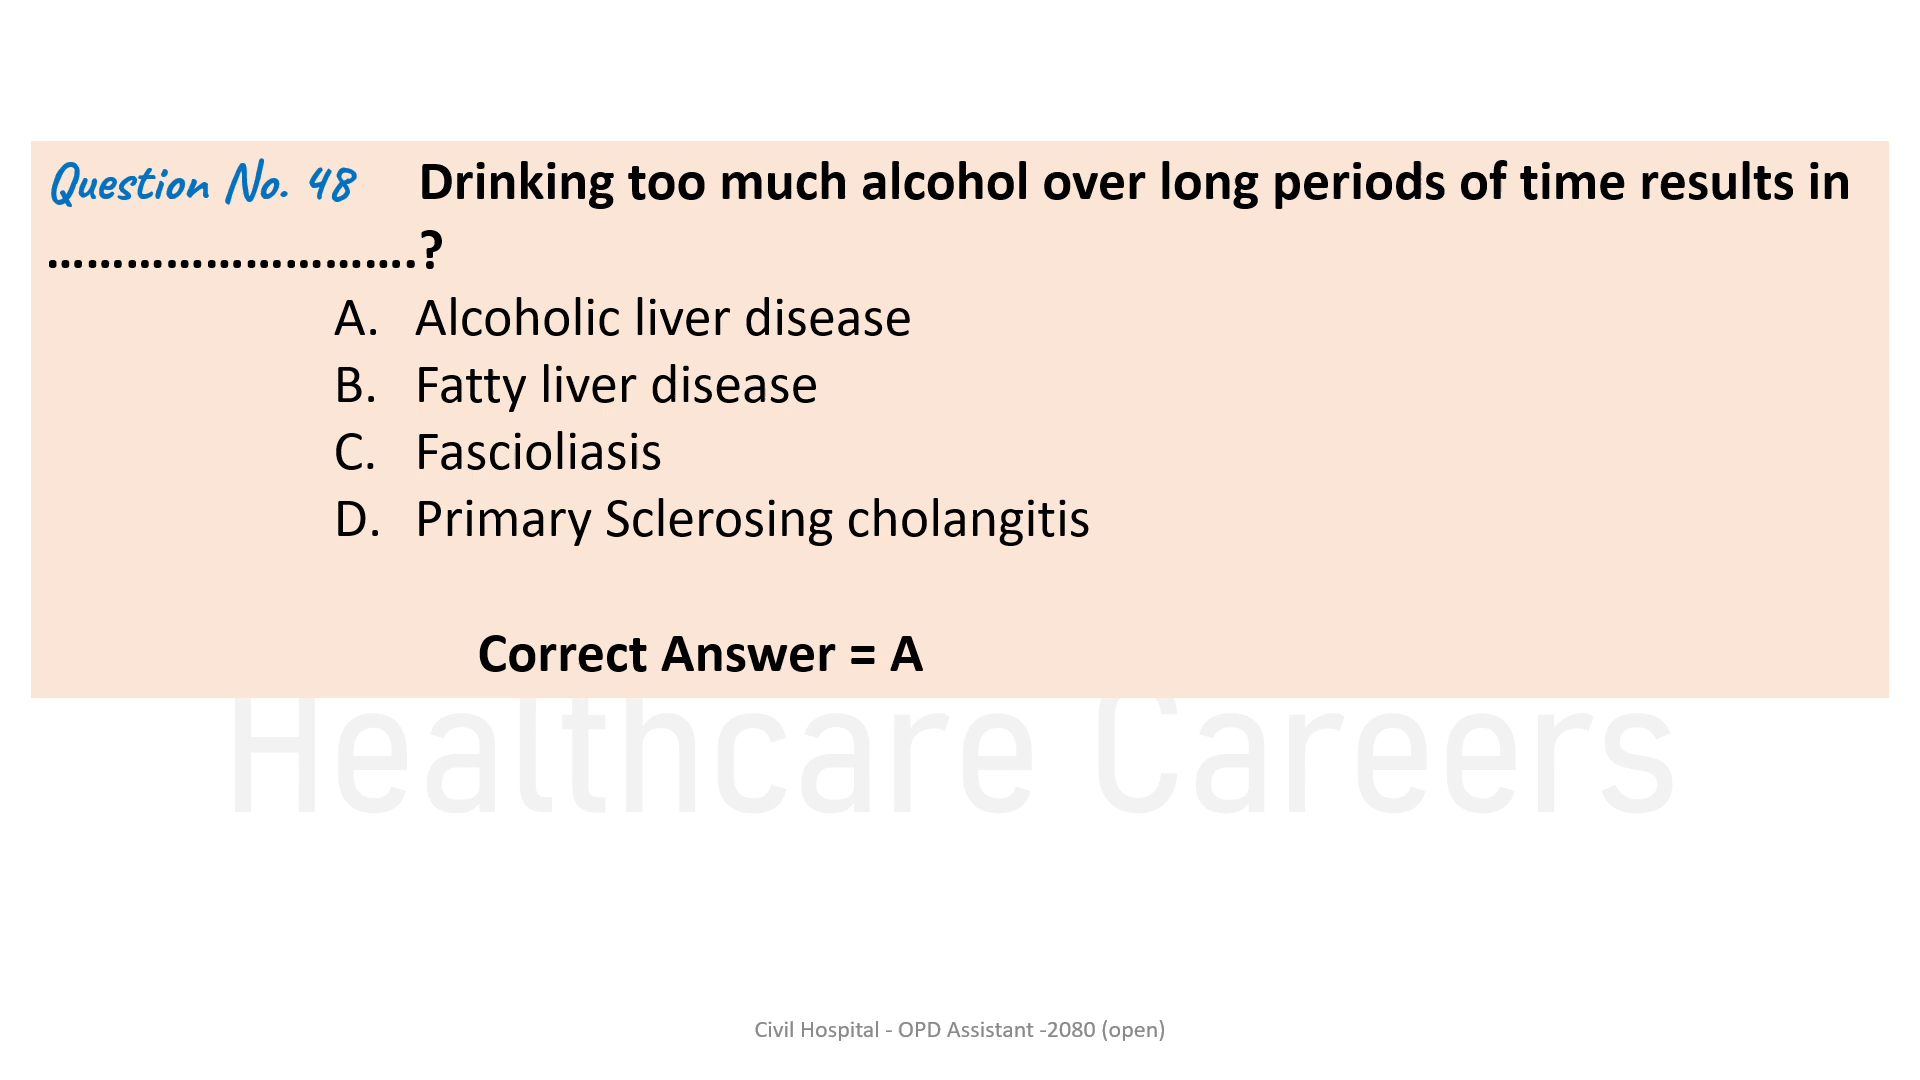 Question No. 48 Drinking too much alcohol over long periods of time results in
……………………….?
A. Alcoholic liver disease
B. Fatty liver disease
C. Fascioliasis
D. Primary Sclerosing cholangitis
Correct Answer = A
Healthcare Careers
Civil Hospital - OPD Assistant -2080 (open)